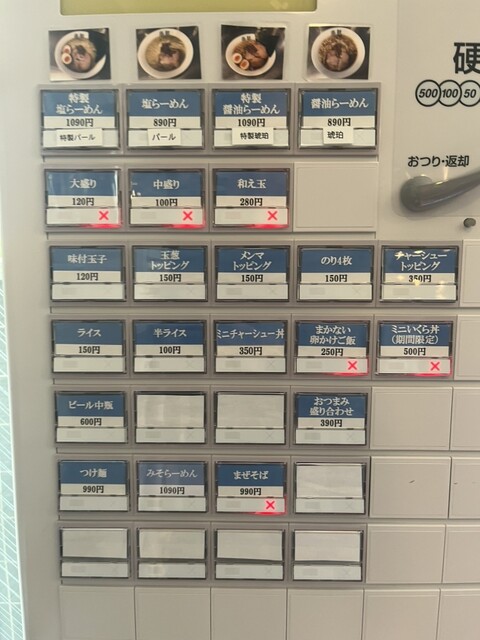 硬
500 100 50
おつり・返却
特製
塩らーめん
1090円
特製パール
塩らーめん
890円
パール
特製
醤油らーめん
1090円
特製琥珀
醤油らーめん
890円
琥珀
大盛り
120円
×
中盛り
100円
×
和え玉
280円
×
味付玉子
120円
玉葱
トッピング
150円
メンマ
トッピング
150円
のり4枚
150円
チャーシュー
トッピング
350円
ライス
150円
半ライス
100円
ミニチャーシュー丼
350円
まかない
卵かけご飯
250円
×
ミニいくら丼
(期間限定)
500円
×
ビール中瓶
600円
おつまみ
盛り合わせ
390円
つけ麺
990円
みそらーめん
1090円
まぜそば
990円
×